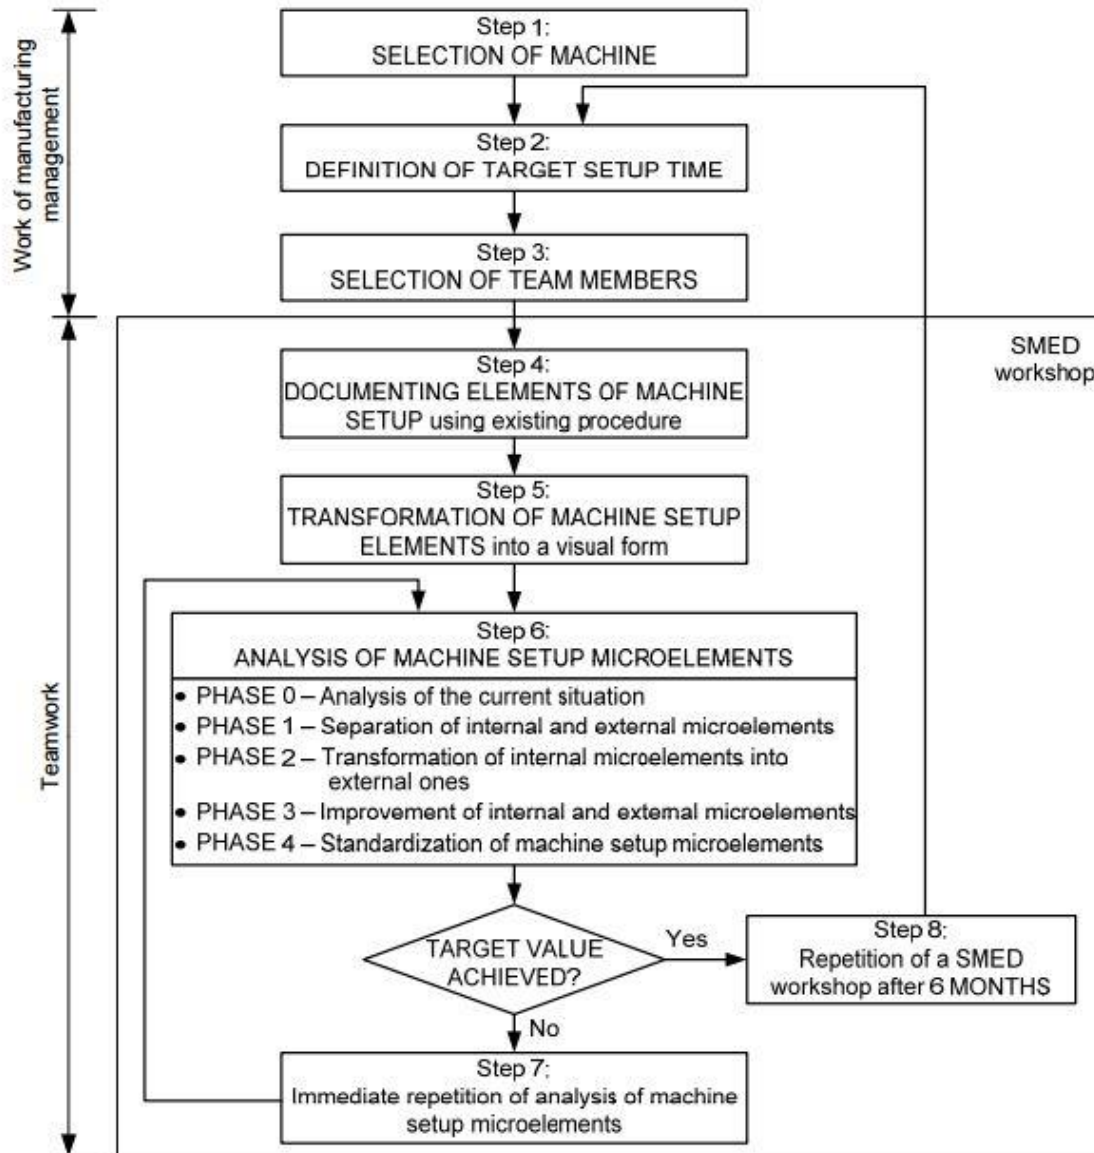 Step 1:
SELECTION OF MACHINE
Work of manufacturing
management
Step 2:
DEFINITION OF TARGET SETUP TIME
Step 3:
SELECTION OF TEAM MEMBERS
SMED
workshop
Step 4:
DOCUMENTING ELEMENTS OF MACHINE
SETUP using existing procedure
Step 5:
TRANSFORMATION OF MACHINE SETUP
ELEMENTS into a visual form
Teamwork
Step 6:
ANALYSIS OF MACHINE SETUP MICROELEMENTS
• PHASE 0 – Analysis of the current situation
• PHASE 1 – Separation of internal and external microelements
• PHASE 2 – Transformation of internal microelements into
external ones
• PHASE 3 – Improvement of internal and external microelements
• PHASE 4 – Standardization of machine setup microelements
TARGET VALUE
ACHIEVED?
Yes
Step 8:
Repetition of a SMED
workshop after 6 MONTHS
No
Step 7:
Immediate repetition of analysis of machine
setup microelements